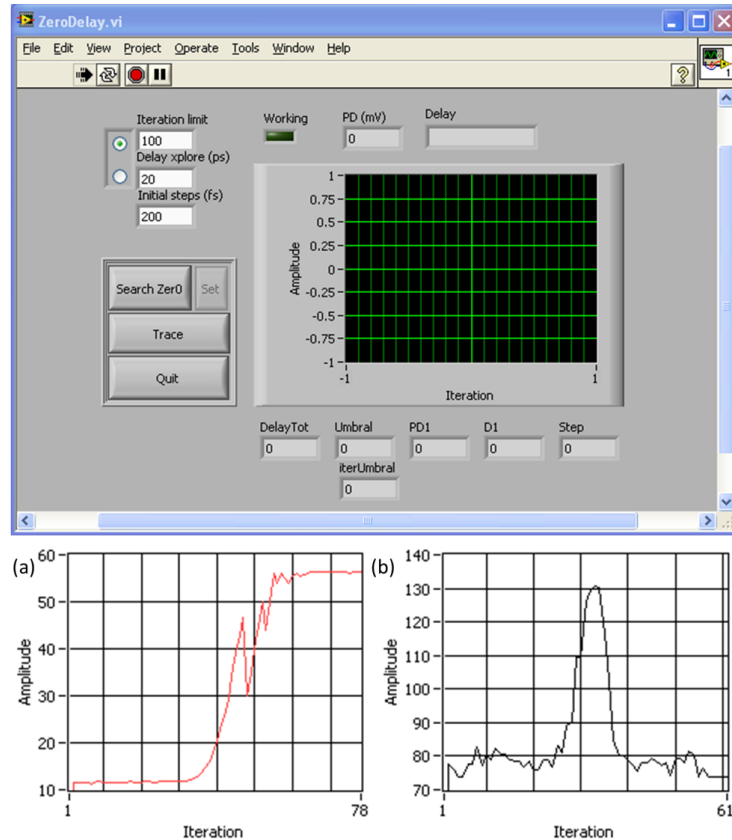 ZeroDelay.vi
File Edit View Project Operate Tools Window Help
?
1
Iteration limit
100
Delay xplore (ps)
20
Initial steps (fs)
200
Working
PD (mV)
0
Delay
Search Zer0
Set
Trace
Quit
1
0.75
0.5
0.25
0
-0.25
-0.5
-0.75
-1
Amplitude
-1
1
Iteration
DelayTot
0
Umbral
0
PD1
0
D1
0
Step
0
iterUmbral
0
(a)
60
50
40
30
20
10
Amplitude
1
78
Iteration
(b)
140
130
120
110
100
90
80
70
Amplitude
1
61
Iteration